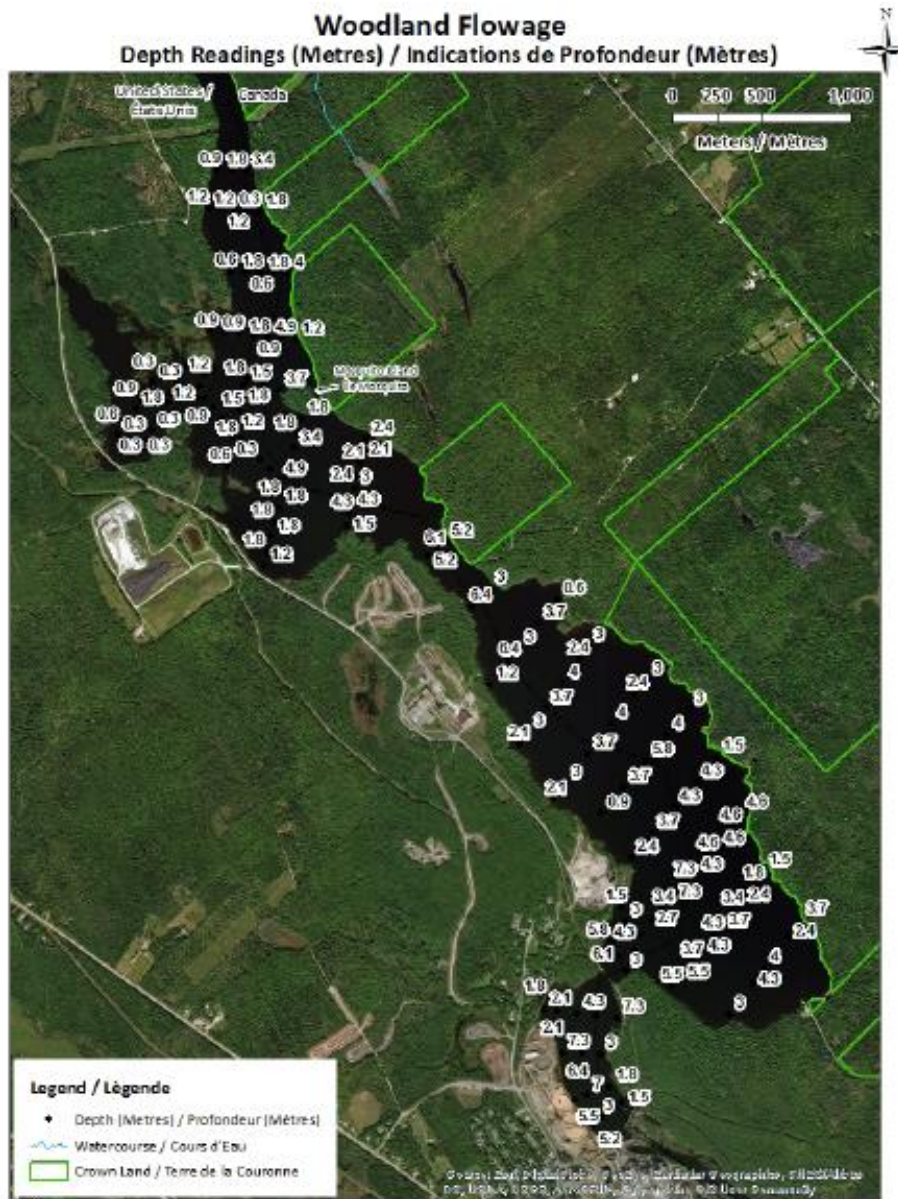 Woodland Flowage
Depth Readings (Metres) / Indications de Profondeur (Mètres)
N
United States / Canada
États Unis
0 250 500 1,000
Meters / Mètres
0.9 1.8 3.4
1.2 1.2 0.3 1.8
1.2
0.6 1.8 1.8 4
0.6
0.9 0.9 1.8 4.9 1.2
0.9
0.3 0.3 1.2 1.8 1.5 3.7
Mosquito Island
Île Mosquito
0.9 1.8 1.2 1.5 1.8 1.8
0.3 0.3 1.8 1.2 1.8 2.4
3.4
0.3 0.3 0.6 0.3 2.1 2.1
4.9 2.4 3
1.8 1.8 4.3 4.3
1.8
1.8 1.8 1.5 5.2
1.2 5.2
3
6.4 0.6
3.7
3 2.4 3
1.2 4 3
3.7 2.4 3
2.1 3 4 4
3.7 5.8 1.5
3 3.7 4.3
2.1 4.3
0.9 3.7 4.6
2.4 4.6 4.6
7.3 4.3 1.8 1.5
1.5 3.4 7.3 3.4 2.4
3 2.7 4.3 3.7 3.7
5.8 4.3 2.4
6.1 3 3.7 4.3 4
5.5 5.5 4.3
1.8 2.1 4.3 7.3 3
2.1 7.3 3
6.4 7 1.8
5.5 3 1.5
5.2
Legend / Lègende
Depth (Metres) / Profondeur (Mètres)
Watercourse / Cours d'Eau
Crown Land / Terre de la Couronne